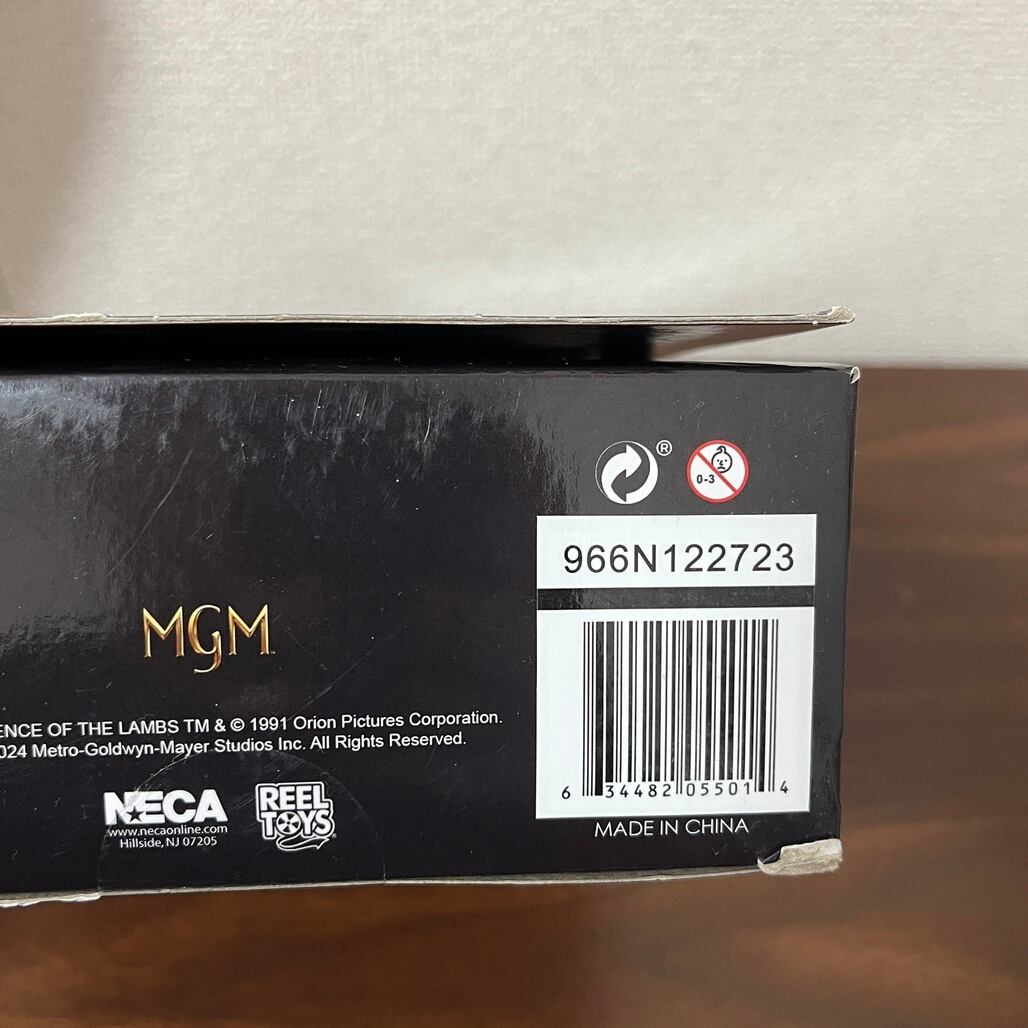 ®
0-3
966N122723
MGM
ENCE OF THE LAMBS TM & © 1991 Orion Pictures Corporation.
024 Metro-Goldwyn-Mayer Studios Inc. All Rights Reserved.
NECA
www.necaonline.com
Hillside, NJ 07205
REEL
TOYS
6 34482 05501 4
MADE IN CHINA